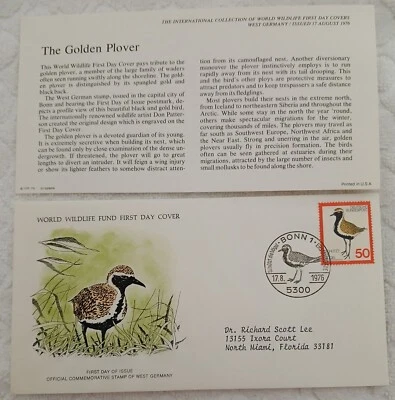 THE INTERNATIONAL COLLECTION OF WORLD WILDLIFE FIRST DAY COVERS
WEST GERMANY / ISSUED 17 AUGUST 1976
The Golden Plover
This World Wildlife First Day Cover pays tribute to the
golden plover, a member of the large family of waders
often seen running swiftly along the shoreline. The gold-
en plover is distinguished by its spangled gold and
black back.
The West German stamp, issued in the capital city of
Bonn and bearing the First Day of Issue postmark, de-
picts a profile view of this beautiful black and gold bird.
The internationally renowned wildlife artist Don Patter-
son created the original design which is engraved on the
First Day Cover.
The golden plover is a devoted guardian of its young.
It is extremely secretive when building its nest, which
can be found only by close examination of the dense un-
dergrowth. If threatened, the plover will go to great
lengths to divert an intruder. It will feign a wing injury
or show its lighter feathers to somehow distract atten-
tion from its camouflaged nest. Another diversionary
maneuver the protective instinct employs is to run
rapidly away from its nest with its tail drooping. This
and other ploys are used by the protective bird to
attract predators and to keep trespassers a safe distance
away from its fledglings.
Most plovers build their nests in the extreme north,
from Iceland to northeastern Siberia and throughout the
Arctic. While some stay in the north the year 'round,
others make spectacular migrations for the winter,
covering thousands of miles. The plovers may travel as
far south as Southwest Europe, Northwest Africa and
the Near East. Strong and unerring in the air, golden
plovers usually fly in precision formation. The birds
often can be seen gathered at estuaries during their
migrations, attracted by the large number of insects and
small mollusks to be found along the shore.
Printed in U.S.A.
WORLD WILDLIFE FUND FIRST DAY COVER
BONN 1
17.8.
1976
5300
50
Dr. Richard Scott Lee
13155 Ixora Court
North Miami, Florida 33181
FIRST DAY OF ISSUE
OFFICIAL COMMEMORATIVE STAMP OF WEST GERMANY